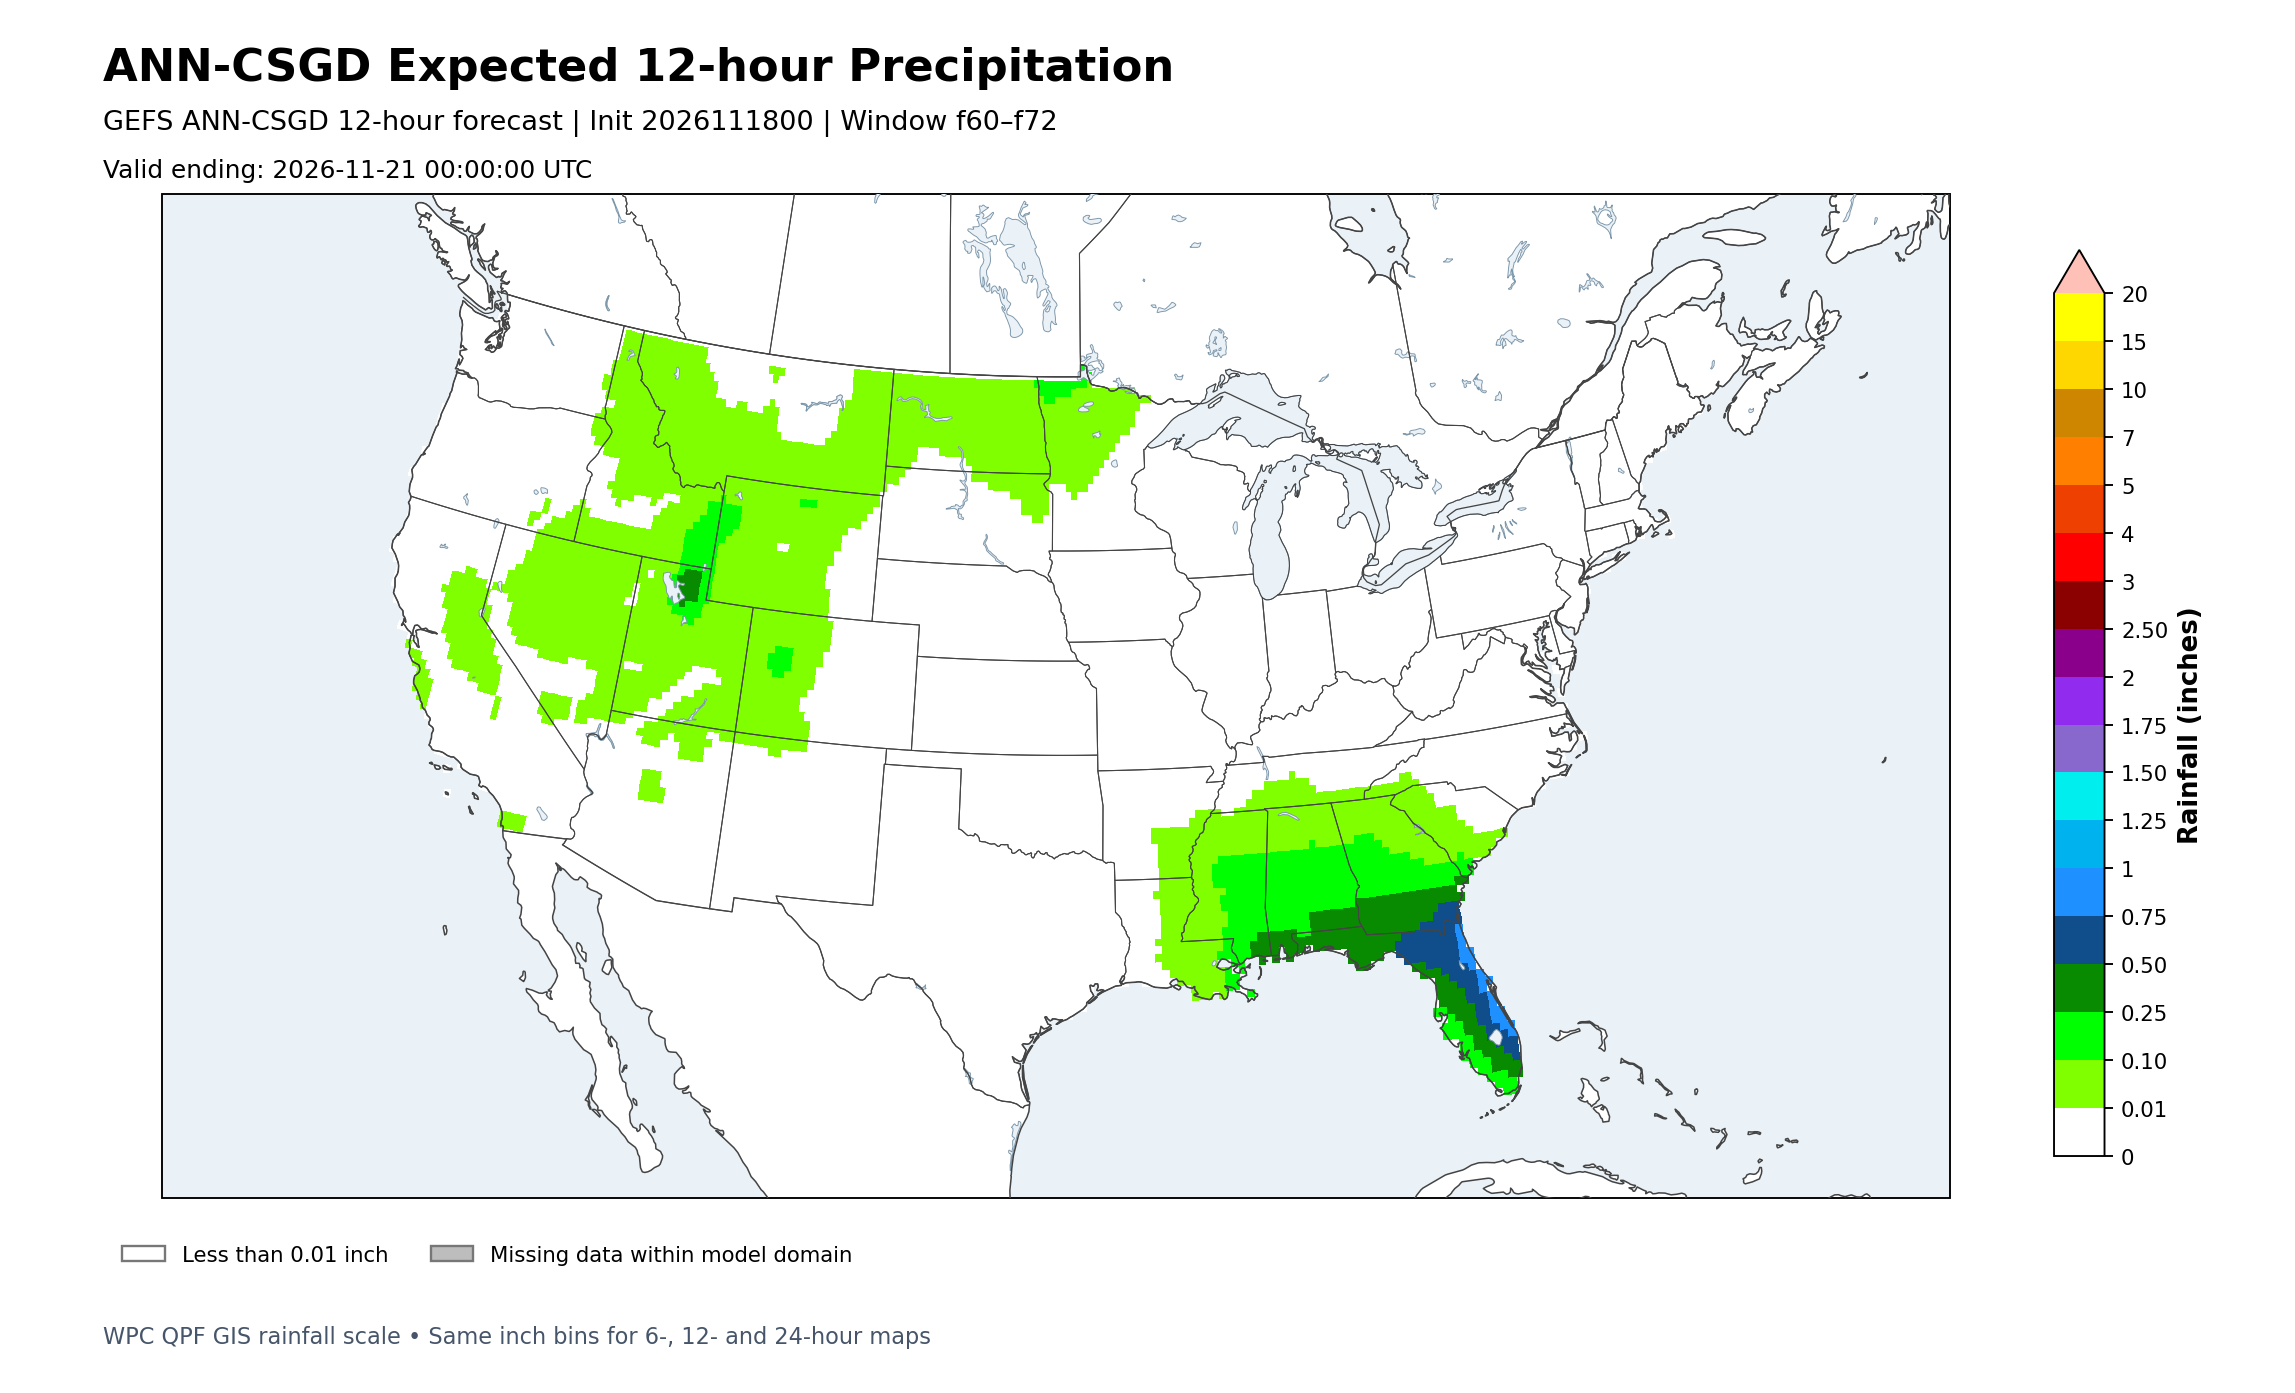 ANN-CSGD Expected 12-hour Precipitation
GEFS ANN-CSGD 12-hour forecast | Init 2026111800 | Window f60–f72
Valid ending: 2026-11-21 00:00:00 UTC
20
15
10
7
5
4
3
2.50
2
1.75
1.50
1.25
1
0.75
0.50
0.25
0.10
0.01
0
Rainfall (inches)
Less than 0.01 inch
Missing data within model domain
WPC QPF GIS rainfall scale • Same inch bins for 6-, 12- and 24-hour maps